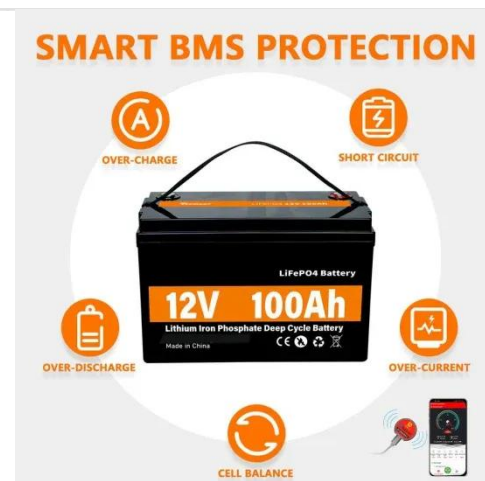 SMART BMS PROTECTION
OVER-CHARGE
SHORT CIRCUIT
LiFePO4 Battery
12V 100Ah
Lithium Iron Phosphate Deep Cycle Battery
Made in China
CE
OVER-DISCHARGE
OVER-CURRENT
CELL BALANCE